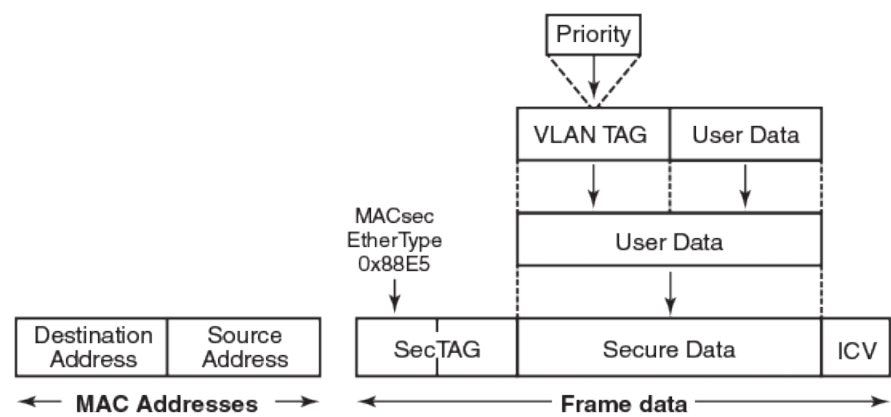 Priority
VLAN TAG User Data
MACsec
EtherType
0x88E5
User Data
Destination
Address
Source
Address
SecTAG
Secure Data
ICV
MAC Addresses
Frame data